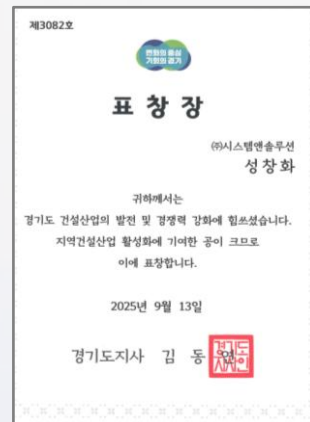 제3082호
변화의 중심
기회의 경기
표 창 장
㈜시스템앤솔루션
성창화
귀하께서는
경기도 건설산업의 발전 및 경쟁력 강화에 힘쓰셨습니다.
지역건설산업 활성화에 기여한 공이 크므로
이에 표창합니다.
2025년 9월 13일
경기도지사 김 동 연